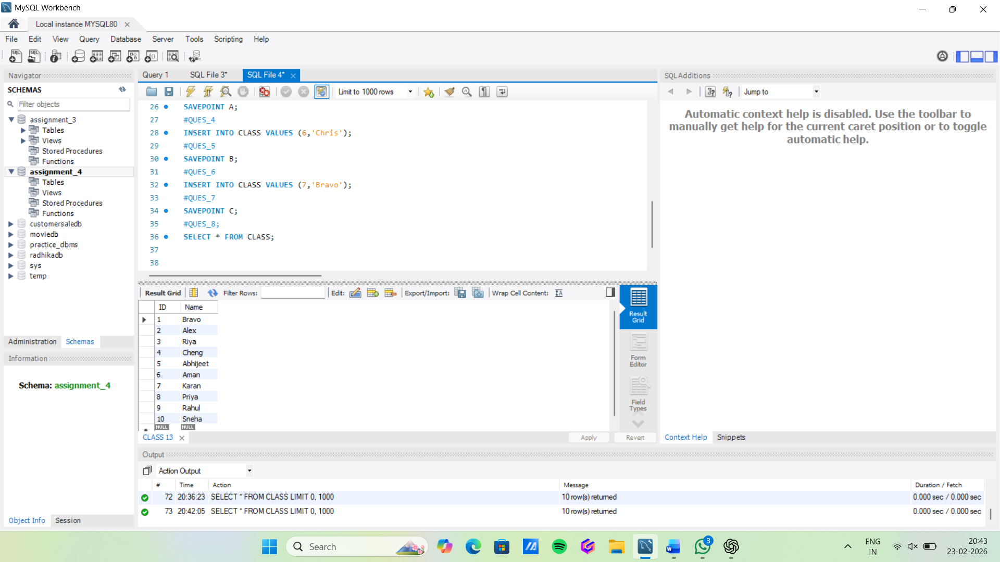 MySQL Workbench
Local instance MYSQL80
File Edit View Query Database Server Tools Scripting Help
Navigator
SCHEMAS
Filter objects
assignment_3
Tables
Views
Stored Procedures
Functions
assignment_4
Tables
Views
Stored Procedures
Functions
customersaledb
moviedb
practice_dbms
radhikadb
sys
temp
Administration Schemas
Information
Schema: assignment_4
Object Info Session
Query 1 SQL File 3* SQL File 4*
Limit to 1000 rows
26 SAVEPOINT A;
27 #QUES_4
28 INSERT INTO CLASS VALUES (6,'Chris');
29 #QUES_5
30 SAVEPOINT B;
31 #QUES_6
32 INSERT INTO CLASS VALUES (7,'Bravo');
33 #QUES_7
34 SAVEPOINT C;
35 #QUES_8;
36 SELECT * FROM CLASS;
37
38
Result Grid Filter Rows: Edit: Export/Import: Wrap Cell Content:
ID Name
1 Bravo
2 Alex
3 Riya
4 Cheng
5 Abhijeet
6 Aman
7 Karan
8 Priya
9 Rahul
10 Sneha
NULL NULL
Result
Grid
Form
Editor
Field
Types
CLASS 13
Apply Revert
SQLAdditions
Jump to
Automatic context help is disabled. Use the toolbar to
manually get help for the current caret position or to toggle
automatic help.
Context Help Snippets
Output
Action Output
# Time Action Message Duration / Fetch
72 20:36:23 SELECT * FROM CLASS LIMIT 0, 1000 10 row(s) returned 0.000 sec / 0.000 sec
73 20:42:05 SELECT * FROM CLASS LIMIT 0, 1000 10 row(s) returned 0.000 sec / 0.000 sec
Search
3
ENG
IN
20:43
23-02-2026